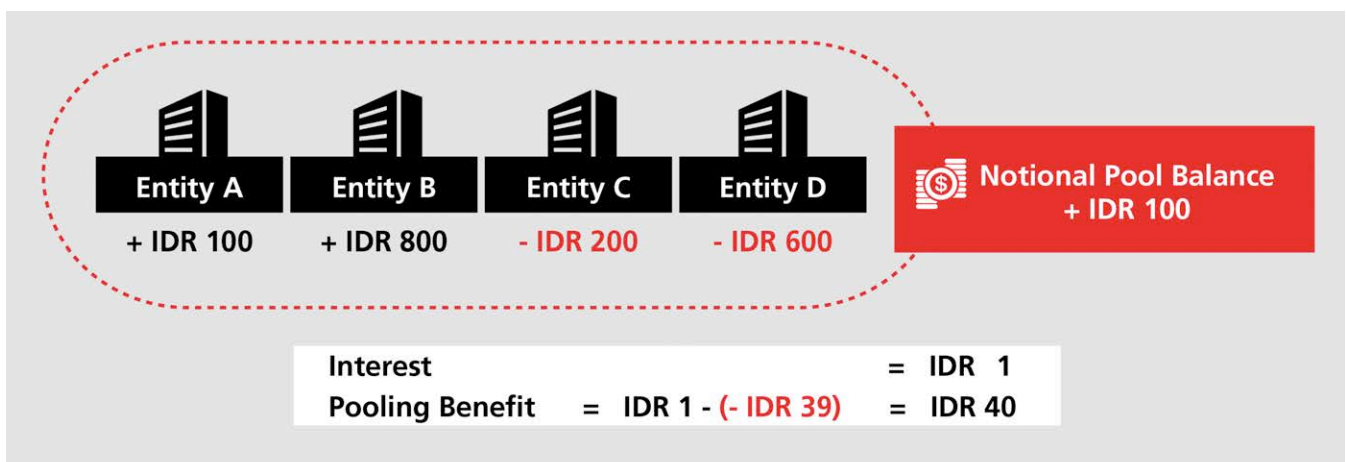 Entity A
Entity B
Entity C
Entity D
+ IDR 100
+ IDR 800
- IDR 200
- IDR 600
$ Notional Pool Balance
+ IDR 100
Interest = IDR 1
Pooling Benefit = IDR 1 - (- IDR 39) = IDR 40